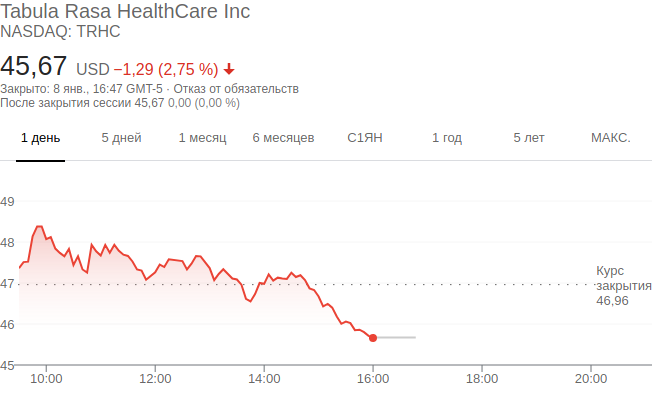 Tabula Rasa HealthCare Inc
NASDAQ: TRHC
45,67 USD −1,29 (2,75 %)
Закрыто: 8 янв., 16:47 GMT-5 · Отказ от обязательств
После закрытия сессии 45,67 0,00 (0,00 %)
1 день 5 дней 1 месяц 6 месяцев С1ЯН 1 год 5 лет МАКС.
49
48
47
46
45
Курс
закрытия
46,96
10:00 12:00 14:00 16:00 18:00 20:00